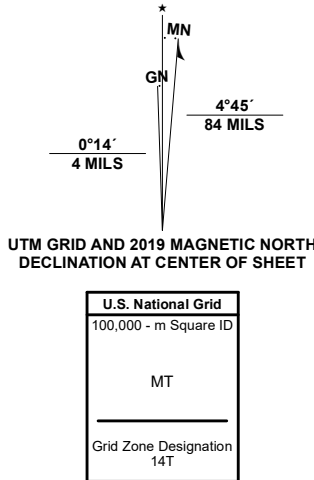 ★
MN
GN
4°45´
84 MILS
0°14´
4 MILS
UTM GRID AND 2019 MAGNETIC NORTH
DECLINATION AT CENTER OF SHEET
U.S. National Grid
100,000 - m Square ID
MT
Grid Zone Designation
14T